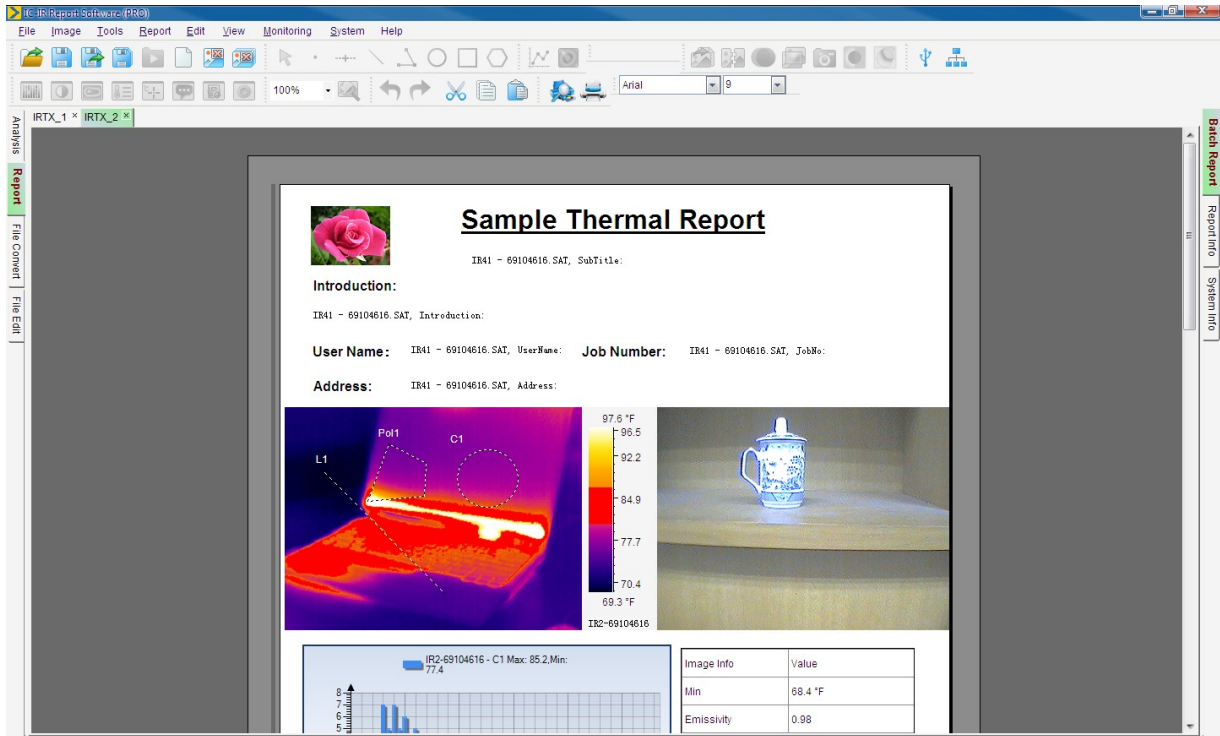 IC-IR Report Software (PRO)
File Image Tools Report Edit View Monitoring System Help
100%
Arial 9
IRTX_1 × IRTX_2 ×
Analysis
Report
File Convert
File Edit
Batch Report
Report Info
System Info
Sample Thermal Report
IR41 - 69104616.SAT, SubTitle:
Introduction:
IR41 - 69104616.SAT, Introduction:
User Name: IR41 - 69104616.SAT, UserName: Job Number: IR41 - 69104616.SAT, JobNo:
Address: IR41 - 69104616.SAT, Address:
Pol1
C1
L1
97.6 °F
96.5
92.2
84.9
77.7
70.4
69.3 °F
IR2-69104616
IR2-69104616 - C1 Max: 85.2,Min:
77.4
8
7
6
5
Image Info Value
Min 68.4 °F
Emissivity 0.98